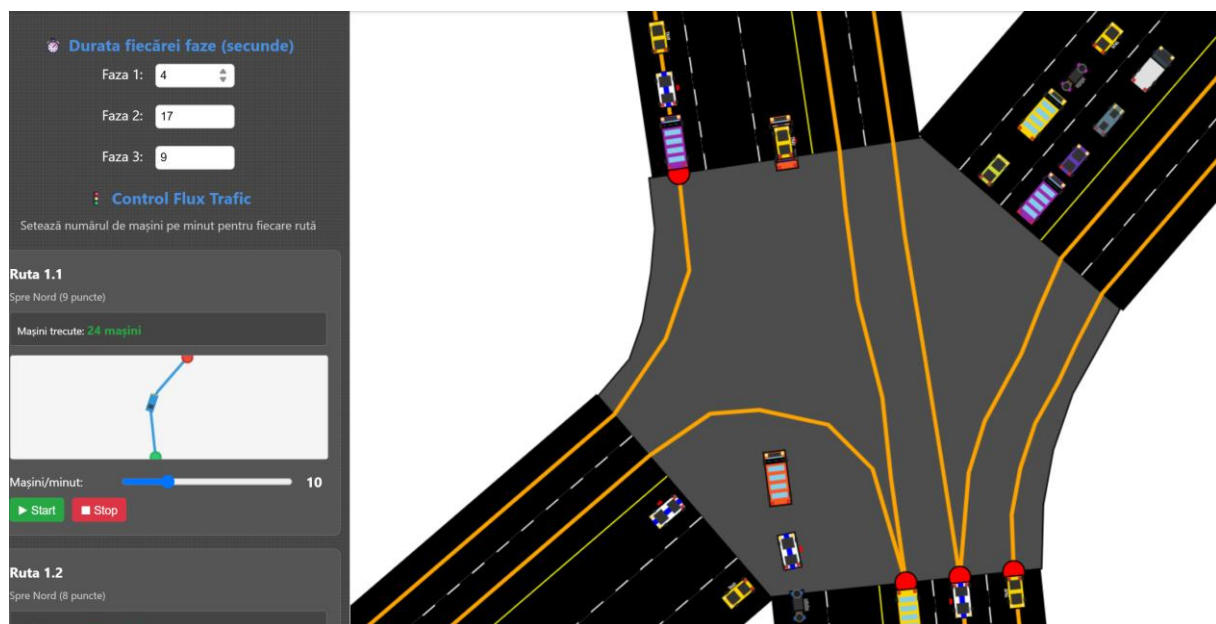 Durata fiecărei faze (secunde)
Faza 1: 4
Faza 2: 17
Faza 3: 9
Control Flux Trafic
Setează numărul de mașini pe minut pentru fiecare rută
Ruta 1.1
Spre Nord (9 puncte)
Mașini trecute: 24 mașini
Mașini/minut: 10
Start Stop
Ruta 1.2
Spre Nord (8 puncte)